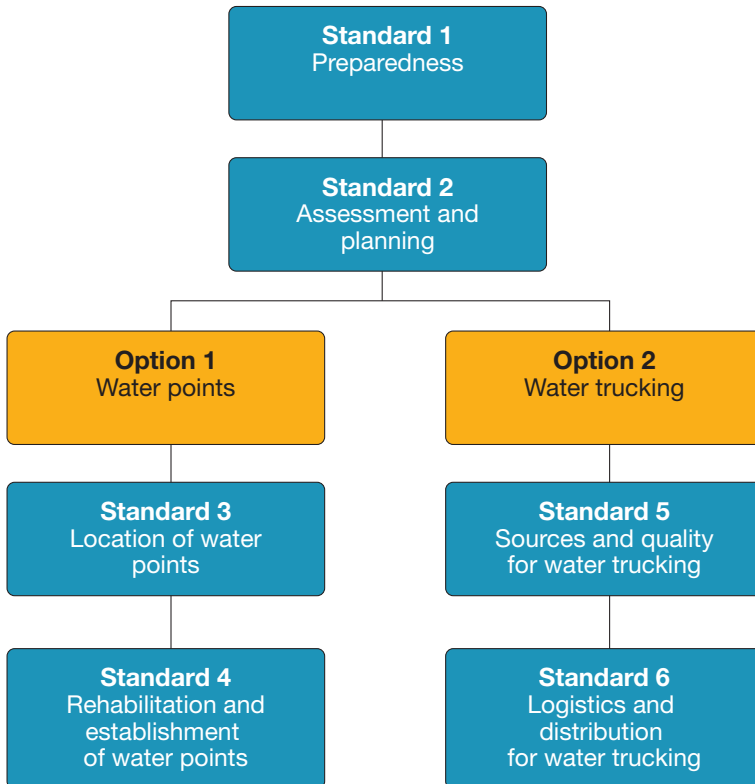 Standard 1
Preparedness
Standard 2
Assessment and
planning
Option 1
Water points
Option 2
Water trucking
Standard 3
Location of water
points
Standard 5
Sources and quality
for water trucking
Standard 4
Rehabilitation and
establishment
of water points
Standard 6
Logistics and
distribution
for water trucking